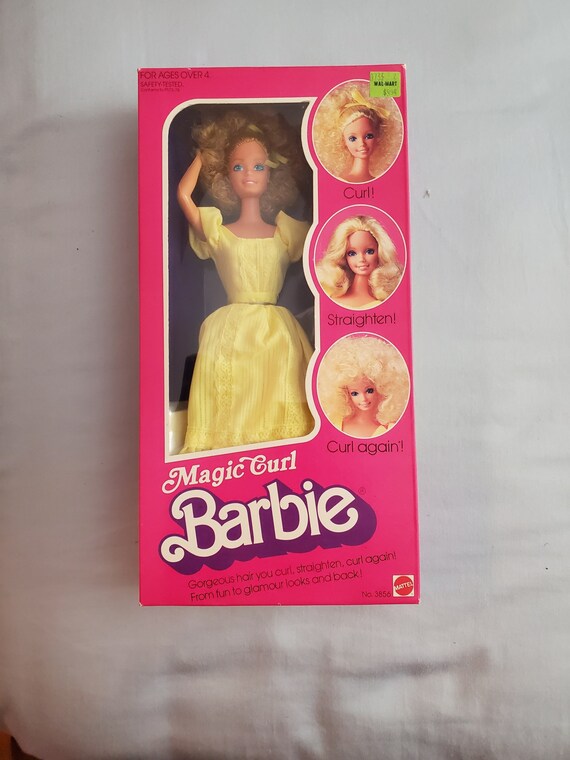 FOR AGES OVER 4
SAFETY TESTED
WAL-MART
Curl!
Straighten!
Curl again!
Magic Curl
Barbie®
Gorgeous hair you curl, straighten, curl again!
From fun to glamour looks and back!
No. 3856
MATTEL